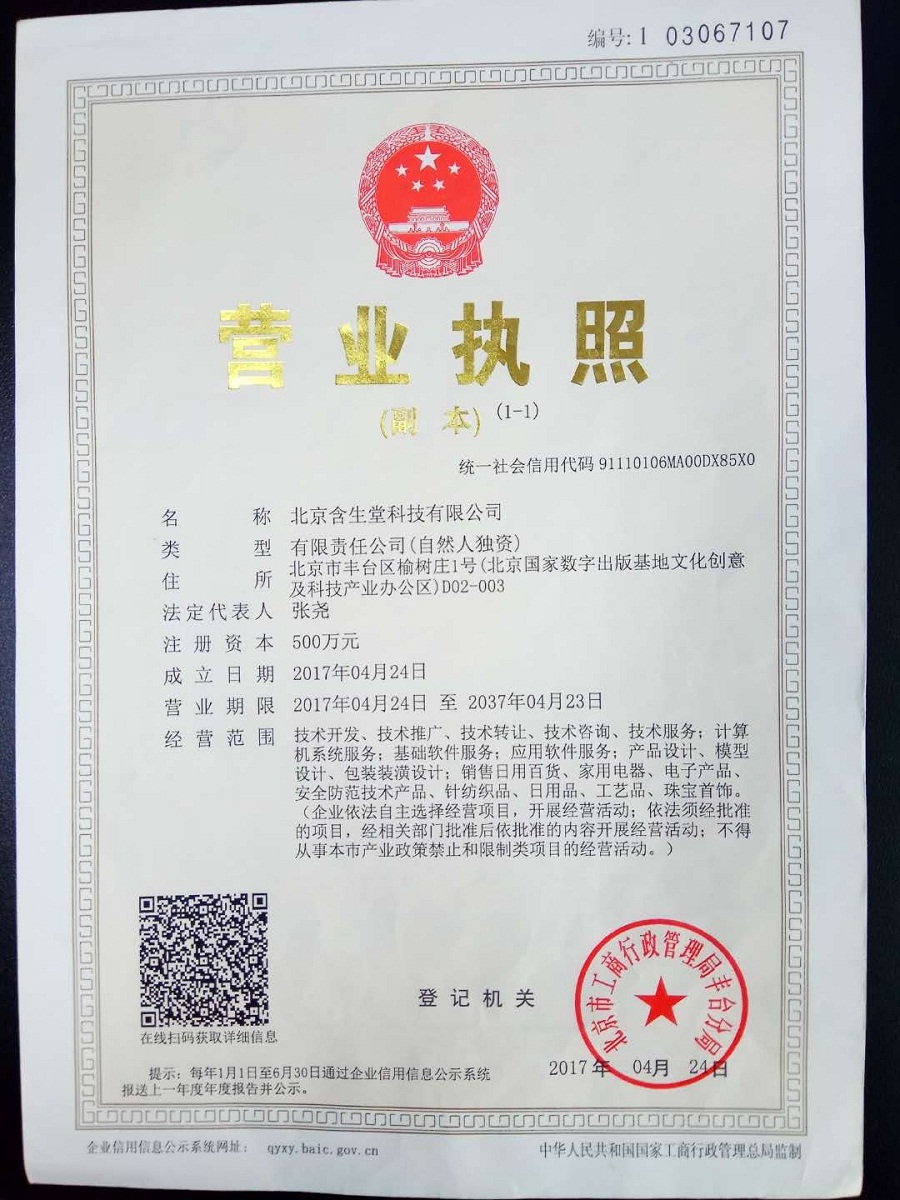 编号:1 03067107
营业执照
(副 本) (1-1)
统一社会信用代码 91110106MA00DX85X0
名 称 北京含生堂科技有限公司
类 型 有限责任公司(自然人独资)
住 所 北京市丰台区榆树庄1号(北京国家数字出版基地文化创意
及科技产业办公区)D02-003
法定代表人 张尧
注册资本 500万元
成立日期 2017年04月24日
营业期限 2017年04月24日 至 2037年04月23日
经营范围 技术开发、技术推广、技术转让、技术咨询、技术服务；计算
机系统服务；基础软件服务；应用软件服务；产品设计、模型
设计、包装装潢设计；销售日用百货、家用电器、电子产品、
安全防范技术产品、针纺织品、日用品、工艺品、珠宝首饰。
（企业依法自主选择经营项目，开展经营活动；依法须经批准
的项目，经相关部门批准后依批准的内容开展经营活动；不得
从事本市产业政策禁止和限制类项目的经营活动。）
在线扫码获取详细信息
登记机关
北京市工商行政管理局丰台分局
2017年 04月 24日
提示：每年1月1日至6月30日通过企业信用信息公示系统
报送上一年度年度报告并公示。
企业信用信息公示系统网址： qyxy.baic.gov.cn
中华人民共和国国家工商行政管理总局监制